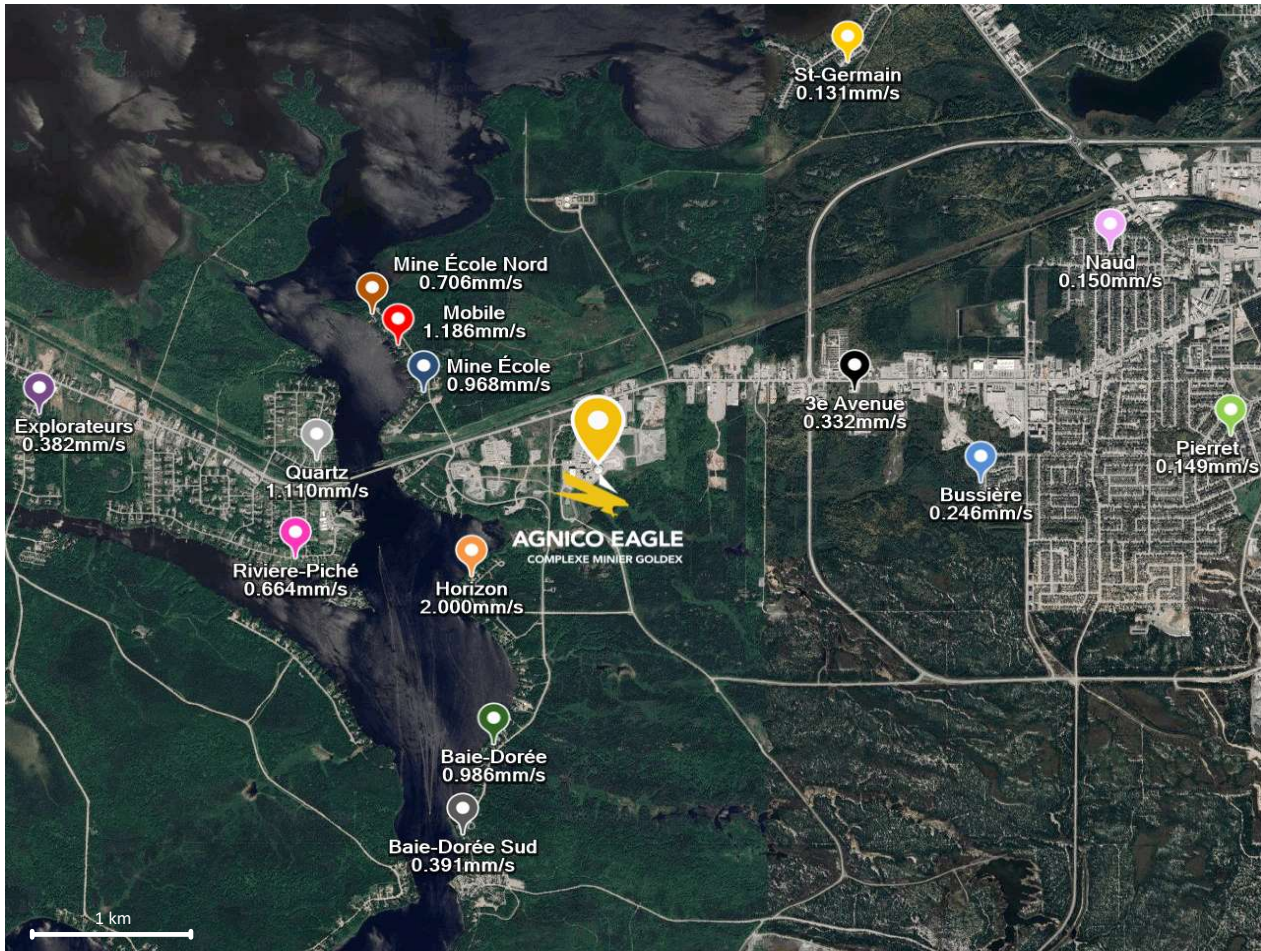 St-Germain
0.131mm/s
Naud
0.150mm/s
Mine École Nord
0.706mm/s
Mobile
1.186mm/s
Mine École
0.968mm/s
Explorateurs
0.382mm/s
3e Avenue
0.332mm/s
Pierret
0.149mm/s
Quartz
1.110mm/s
Bussière
0.246mm/s
AGNICO EAGLE
COMPLEXE MINIER GOLDEX
Riviere-Piché
0.664mm/s
Horizon
2.000mm/s
Baie-Dorée
0.986mm/s
Baie-Dorée Sud
0.391mm/s
1 km